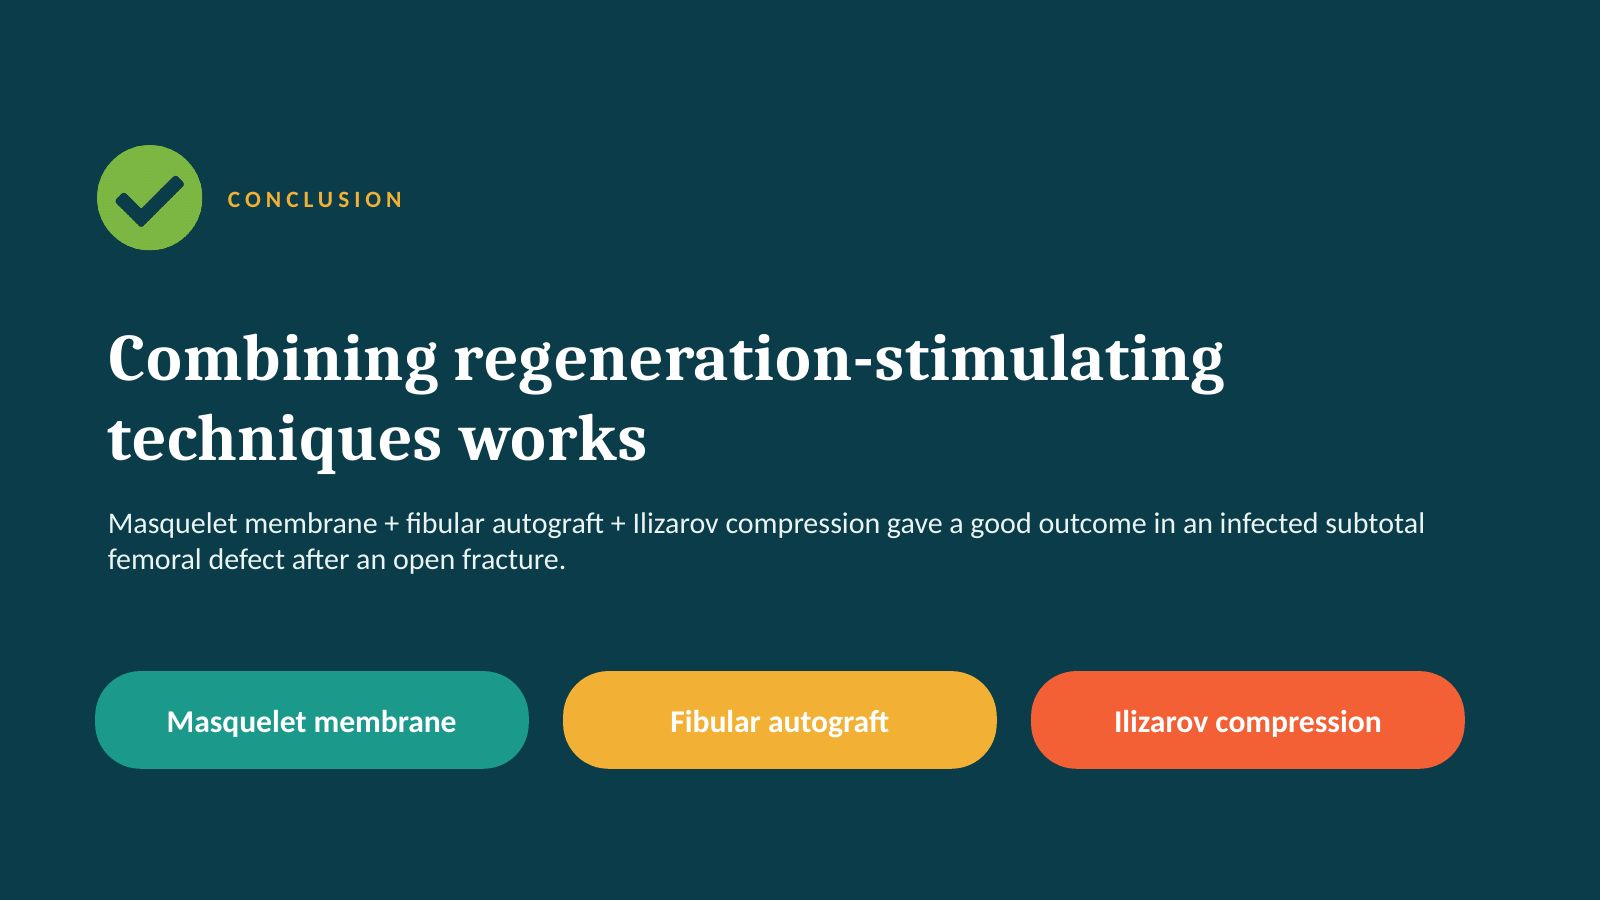 CONCLUSION
Combining regeneration-stimulating
techniques works
Masquelet membrane + fibular autograft + Ilizarov compression gave a good outcome in an infected subtotal
femoral defect after an open fracture.
Masquelet membrane
Fibular autograft
Ilizarov compression